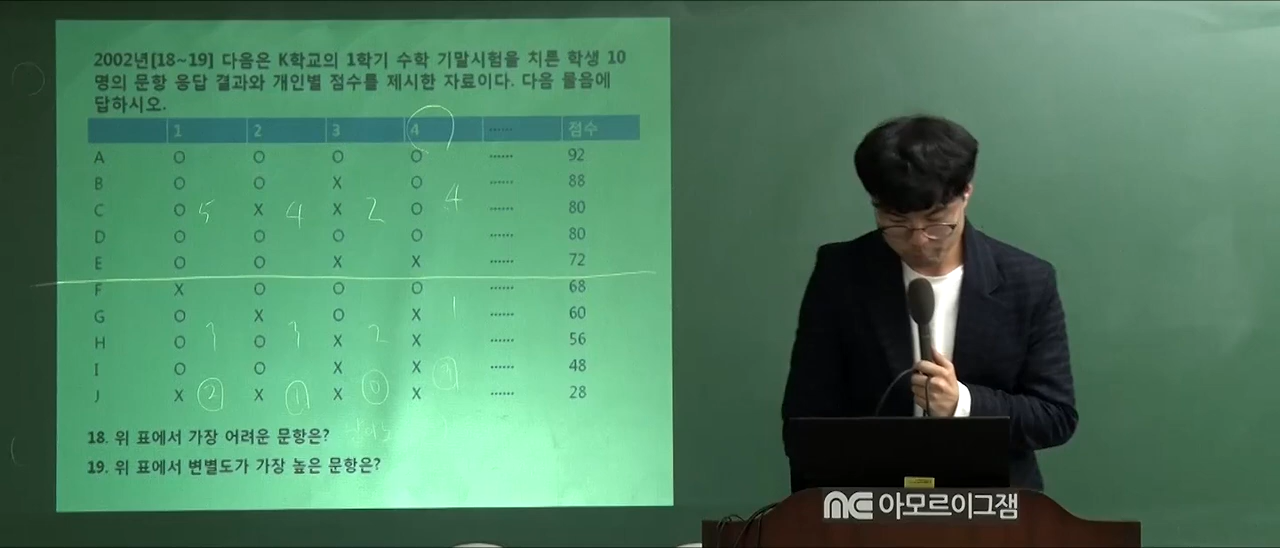 2002년[18~19] 다음은 K학교의 1학기 수학 기말시험을 치른 학생 10
명의 문항 응답 결과와 개인별 점수를 제시한 자료이다. 다음 물음에
답하시오.
1 2 3 4 ...... 점수
A O O O O ...... 92
B O O X O ...... 88
C O 5 X 4 X 2 O 4 ...... 80
D O O O O ...... 80
E O O X X ...... 72
F X O O O ...... 68
G O X O X 1 ...... 60
H O 3 O 3 X 2 X ...... 56
I O O X X 3 ...... 48
J X 2 X 1 X 0 X ...... 28
18. 위 표에서 가장 어려운 문항은?
19. 위 표에서 변별도가 가장 높은 문항은?
아모르이그잼